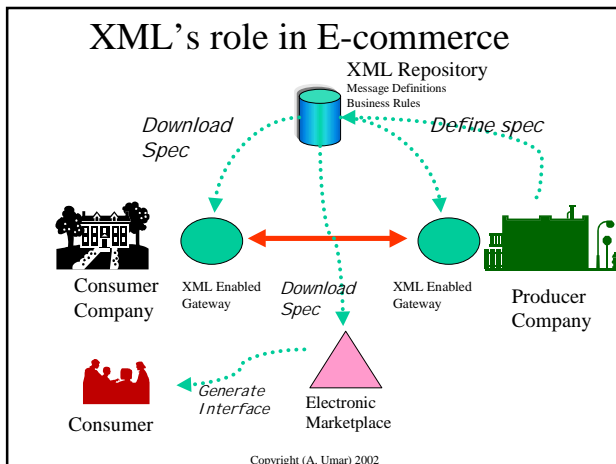 XML's role in E-commerce
XML Repository
Message Definitions
Business Rules
Download
Spec
Define spec
Consumer
Company
XML Enabled
Gateway
Download
Spec
XML Enabled
Gateway
Producer
Company
Consumer
Generate
Interface
Electronic
Marketplace
Copyright (A. Umar) 2002